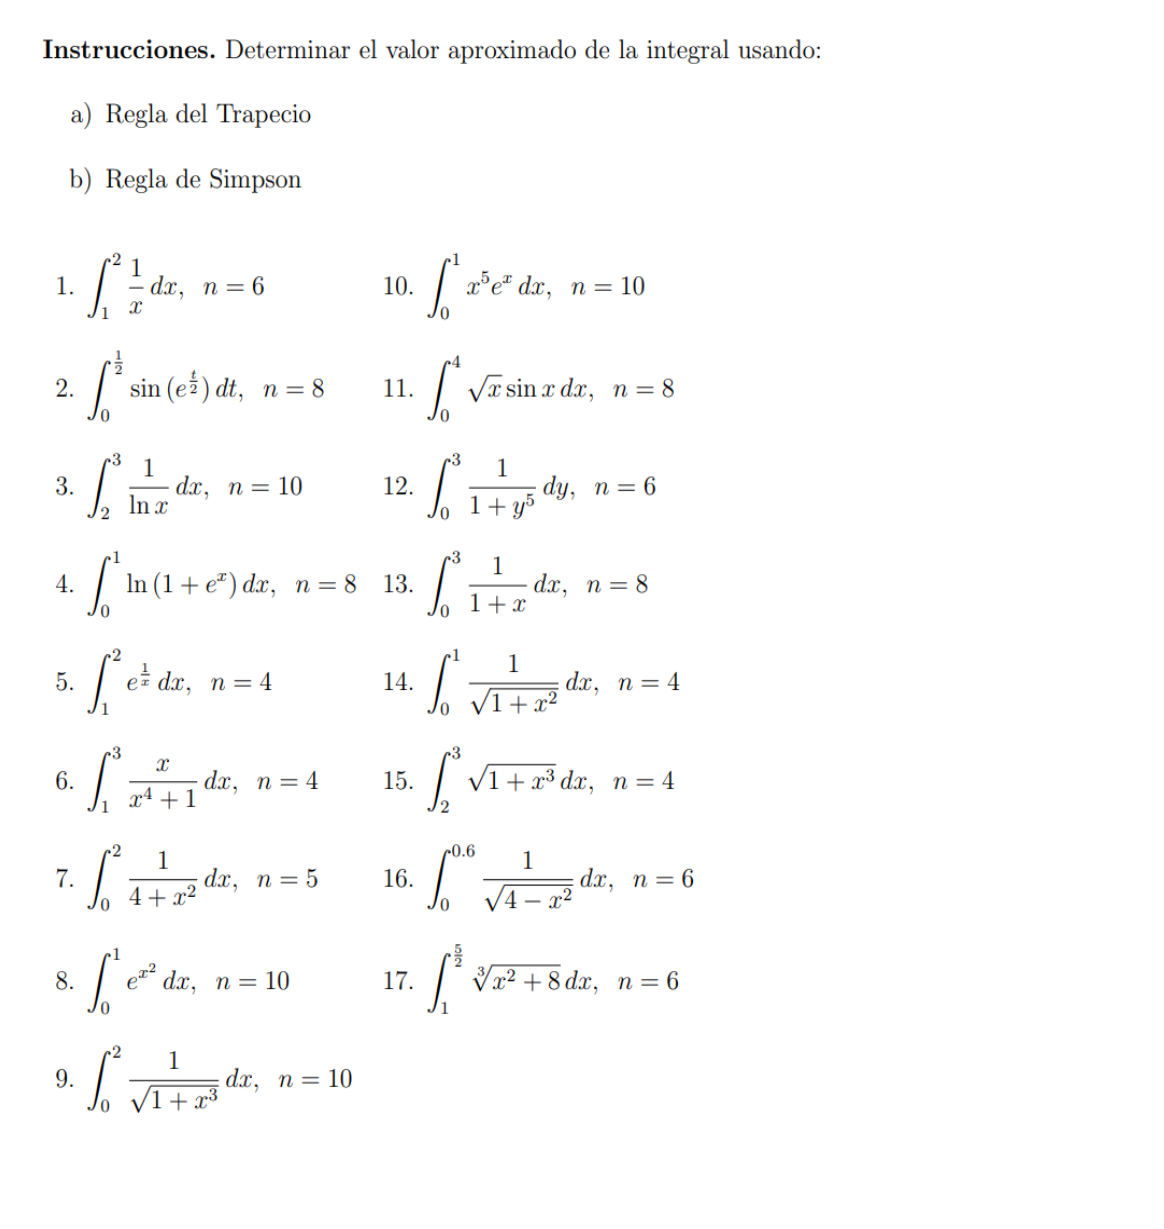 Instrucciones. Determinar el valor aproximado de la integral usando:
a) Regla del Trapecio
b) Regla de Simpson
1. $\int_1^2 \frac{1}{x}\,dx,\ n = 6$
2. $\int_0^{\frac{1}{2}} \sin\left(e^{\frac{t}{2}}\right) dt,\ n = 8$
3. $\int_2^3 \frac{1}{\ln x}\,dx,\ n = 10$
4. $\int_0^1 \ln\left(1 + e^x\right) dx,\ n = 8$
5. $\int_1^2 e^{\frac{1}{x}}\,dx,\ n = 4$
6. $\int_1^3 \frac{x}{x^4 + 1}\,dx,\ n = 4$
7. $\int_0^2 \frac{1}{4 + x^2}\,dx,\ n = 5$
8. $\int_0^1 e^{x^2}\,dx,\ n = 10$
9. $\int_0^2 \frac{1}{\sqrt{1 + x^3}}\,dx,\ n = 10$
10. $\int_0^1 x^5 e^x\,dx,\ n = 10$
11. $\int_0^4 \sqrt{x} \sin x\,dx,\ n = 8$
12. $\int_0^3 \frac{1}{1 + y^5}\,dy,\ n = 6$
13. $\int_0^3 \frac{1}{1 + x}\,dx,\ n = 8$
14. $\int_0^1 \frac{1}{\sqrt{1 + x^2}}\,dx,\ n = 4$
15. $\int_2^3 \sqrt{1 + x^3}\,dx,\ n = 4$
16. $\int_0^{0.6} \frac{1}{\sqrt{4 - x^2}}\,dx,\ n = 6$
17. $\int_1^{\frac{5}{2}} \sqrt[3]{x^2 + 8}\,dx,\ n = 6$